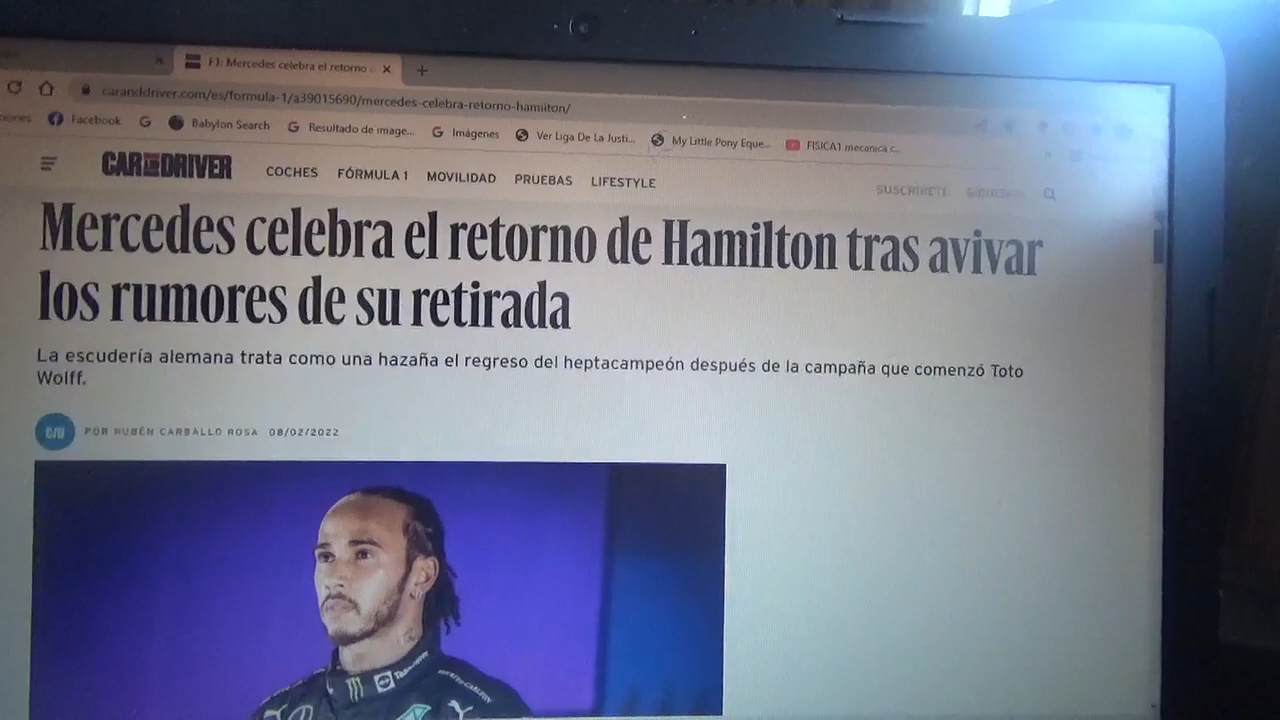 F1: Mercedes celebra el retorno
caranddriver.com/es/formula-1/a39015690/mercedes-celebra-retorno-hamilton/
Facebook Babylon Search Resultado de image... Imágenes Ver Liga De La Justi... My Little Pony Eque... FISICA1 mecanica c...
CAR AND DRIVER COCHES FÓRMULA 1 MOVILIDAD PRUEBAS LIFESTYLE SUSCRÍBETE
Mercedes celebra el retorno de Hamilton tras avivar
los rumores de su retirada
La escudería alemana trata como una hazaña el regreso del heptacampeón después de la campaña que comenzó Toto
Wolff.
C/D POR RUBÉN CARBALLO ROSA 08/02/2022